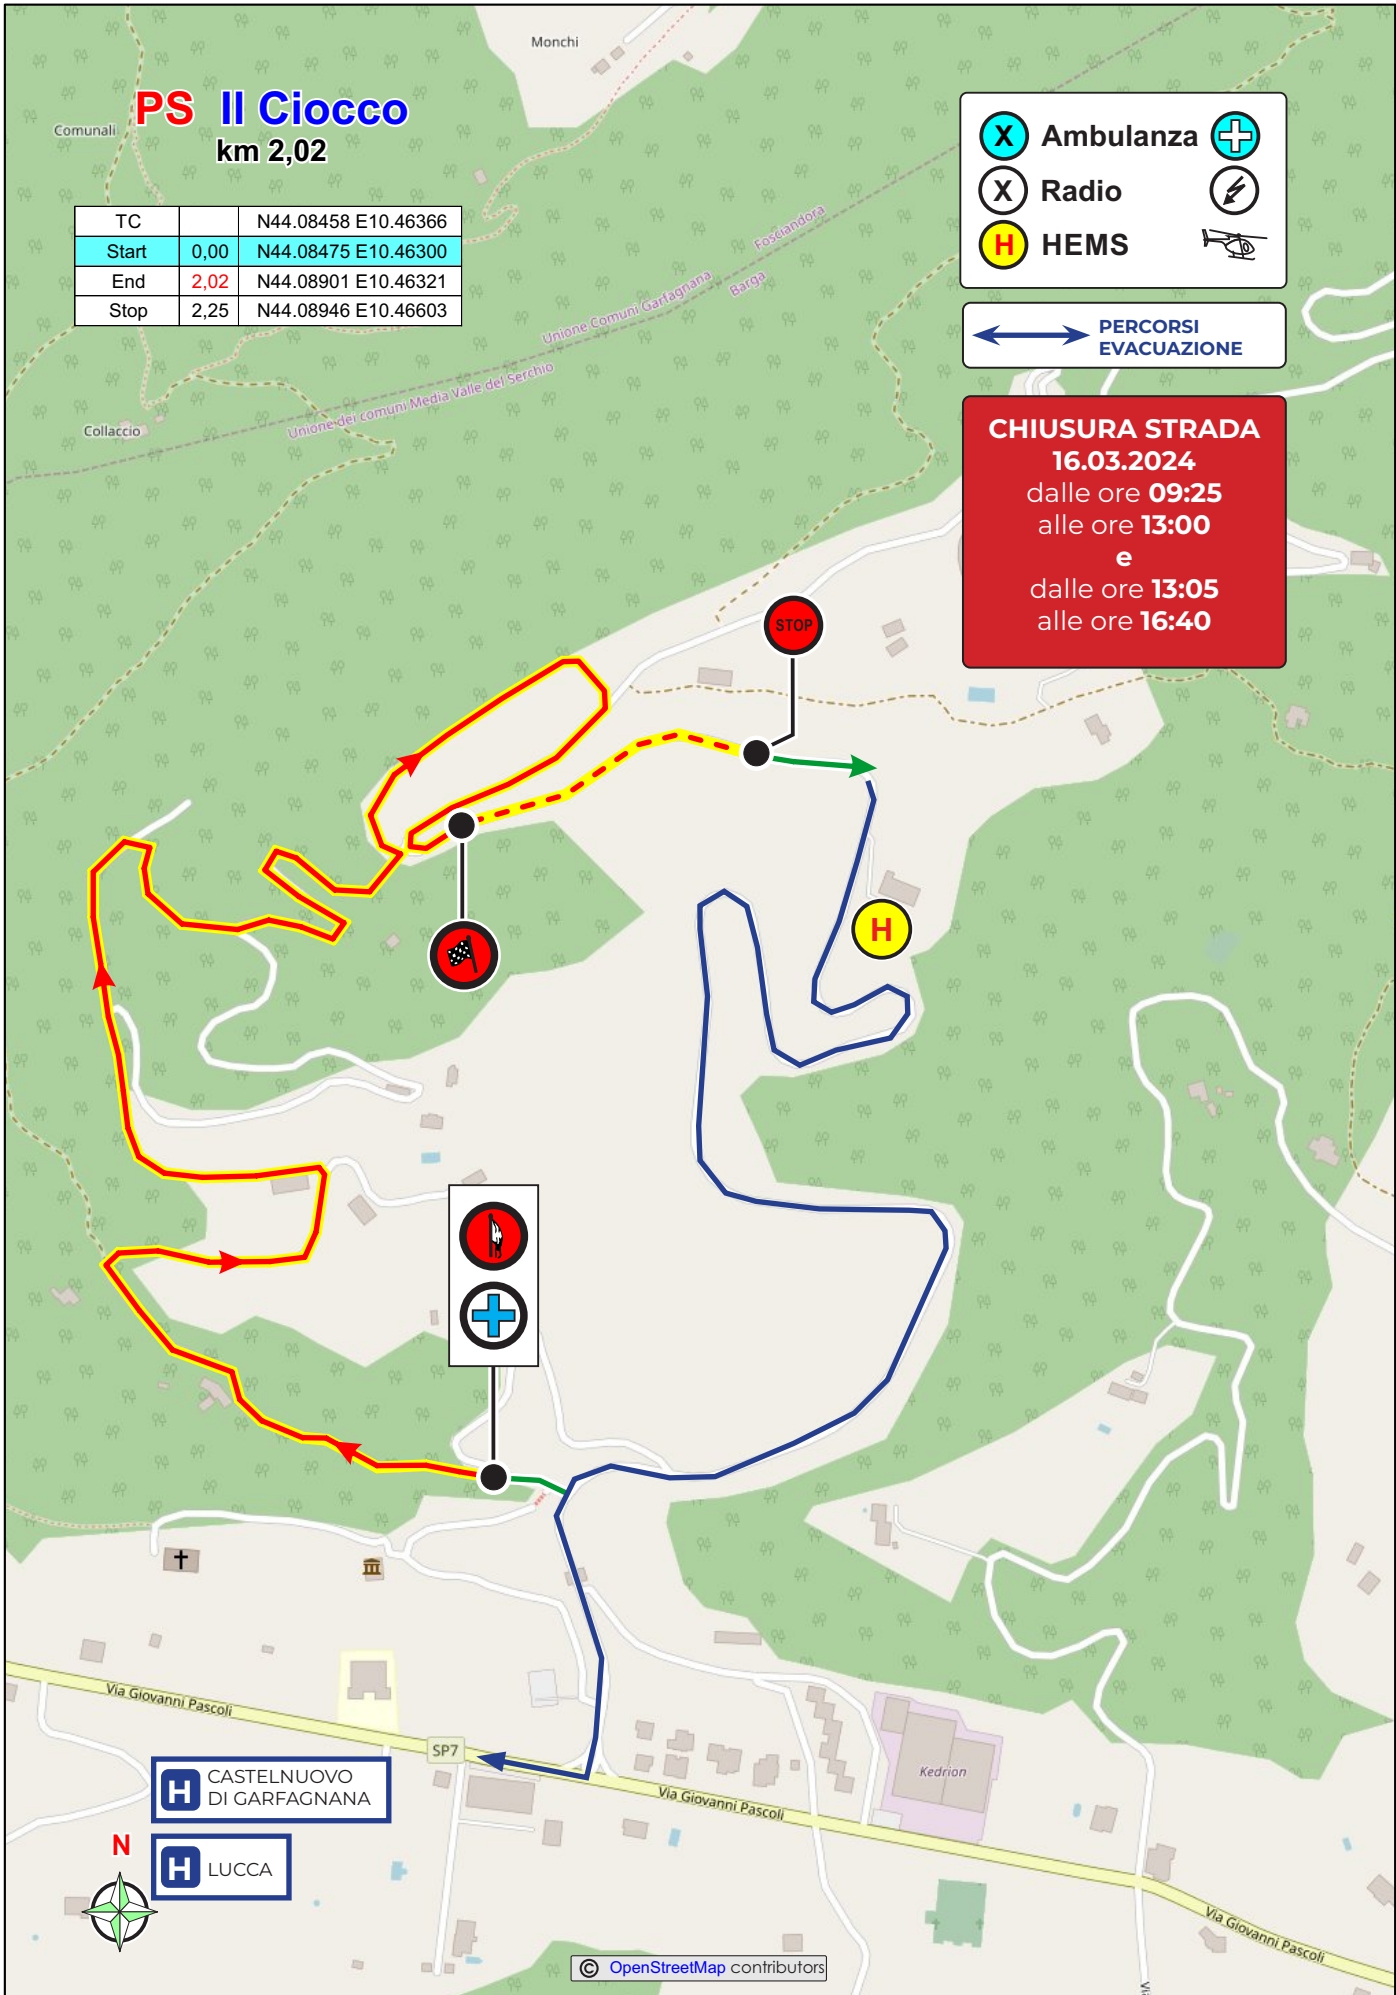 Monchi
PS Il Ciocco
km 2,02
Comunali
TC N44.08458 E10.46366
Start 0,00 N44.08475 E10.46300
End 2,02 N44.08901 E10.46321
Stop 2,25 N44.08946 E10.46603
X Ambulanza
X Radio
H HEMS
PERCORSI
EVACUAZIONE
CHIUSURA STRADA
16.03.2024
dalle ore 09:25
alle ore 13:00
e
dalle ore 13:05
alle ore 16:40
Fosciandora
Barga
Unione Comuni Garfagnana
Unione dei comuni Media Valle del Serchio
Collaccio
STOP
H
Via Giovanni Pascoli
SP7
Via Giovanni Pascoli
Kedrion
Via Giovanni Pascoli
H CASTELNUOVO
DI GARFAGNANA
H LUCCA
N
© OpenStreetMap contributors